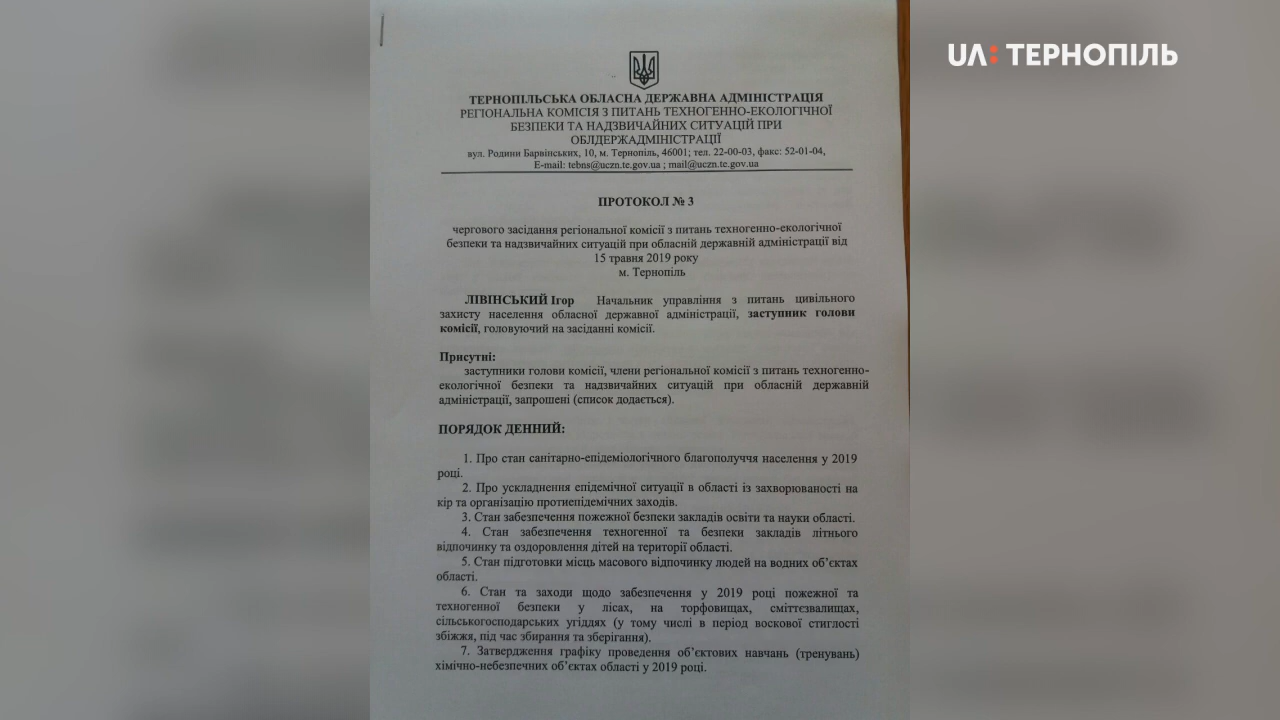 UA: ТЕРНОПІЛЬ
ТЕРНОПІЛЬСЬКА ОБЛАСНА ДЕРЖАВНА АДМІНІСТРАЦІЯ
РЕГІОНАЛЬНА КОМІСІЯ З ПИТАНЬ ТЕХНОГЕННО-ЕКОЛОГІЧНОЇ
БЕЗПЕКИ ТА НАДЗВИЧАЙНИХ СИТУАЦІЙ ПРИ
ОБЛДЕРЖАДМІНІСТРАЦІЇ
вул. Родини Барвінських, 10, м. Тернопіль, 46001; тел. 22-00-03, факс: 52-01-04,
E-mail: tebns@uczn.te.gov.ua ; mail@uczn.te.gov.ua
ПРОТОКОЛ № 3
чергового засідання регіональної комісії з питань техногенно-екологічної
безпеки та надзвичайних ситуацій при обласній державній адміністрації від
15 травня 2019 року
м. Тернопіль
ЛІВІНСЬКИЙ Ігор Начальник управління з питань цивільного
захисту населення обласної державної адміністрації, заступник голови
комісії, головуючий на засіданні комісії.
Присутні:
заступники голови комісії, члени регіональної комісії з питань техногенно-
екологічної безпеки та надзвичайних ситуацій при обласній державній
адміністрації, запрошені (список додається).
ПОРЯДОК ДЕННИЙ:
1. Про стан санітарно-епідеміологічного благополуччя населення у 2019
році.
2. Про ускладнення епідемічної ситуації в області із захворюваності на
кір та організацію протиепідемічних заходів.
3. Стан забезпечення пожежної безпеки закладів освіти та науки області.
4. Стан забезпечення техногенної та безпеки закладів літнього
відпочинку та оздоровлення дітей на території області.
5. Стан підготовки місць масового відпочинку людей на водних об’єктах
області.
6. Стан та заходи щодо забезпечення у 2019 році пожежної та
техногенної безпеки у лісах, на торфовищах, сміттєзвалищах,
сільськогосподарських угіддях (у тому числі в період воскової стиглості
збіжжя, під час збирання та зберігання).
7. Затвердження графіку проведення об’єктових навчань (тренувань)
хімічно-небезпечних об’єктах області у 2019 році.